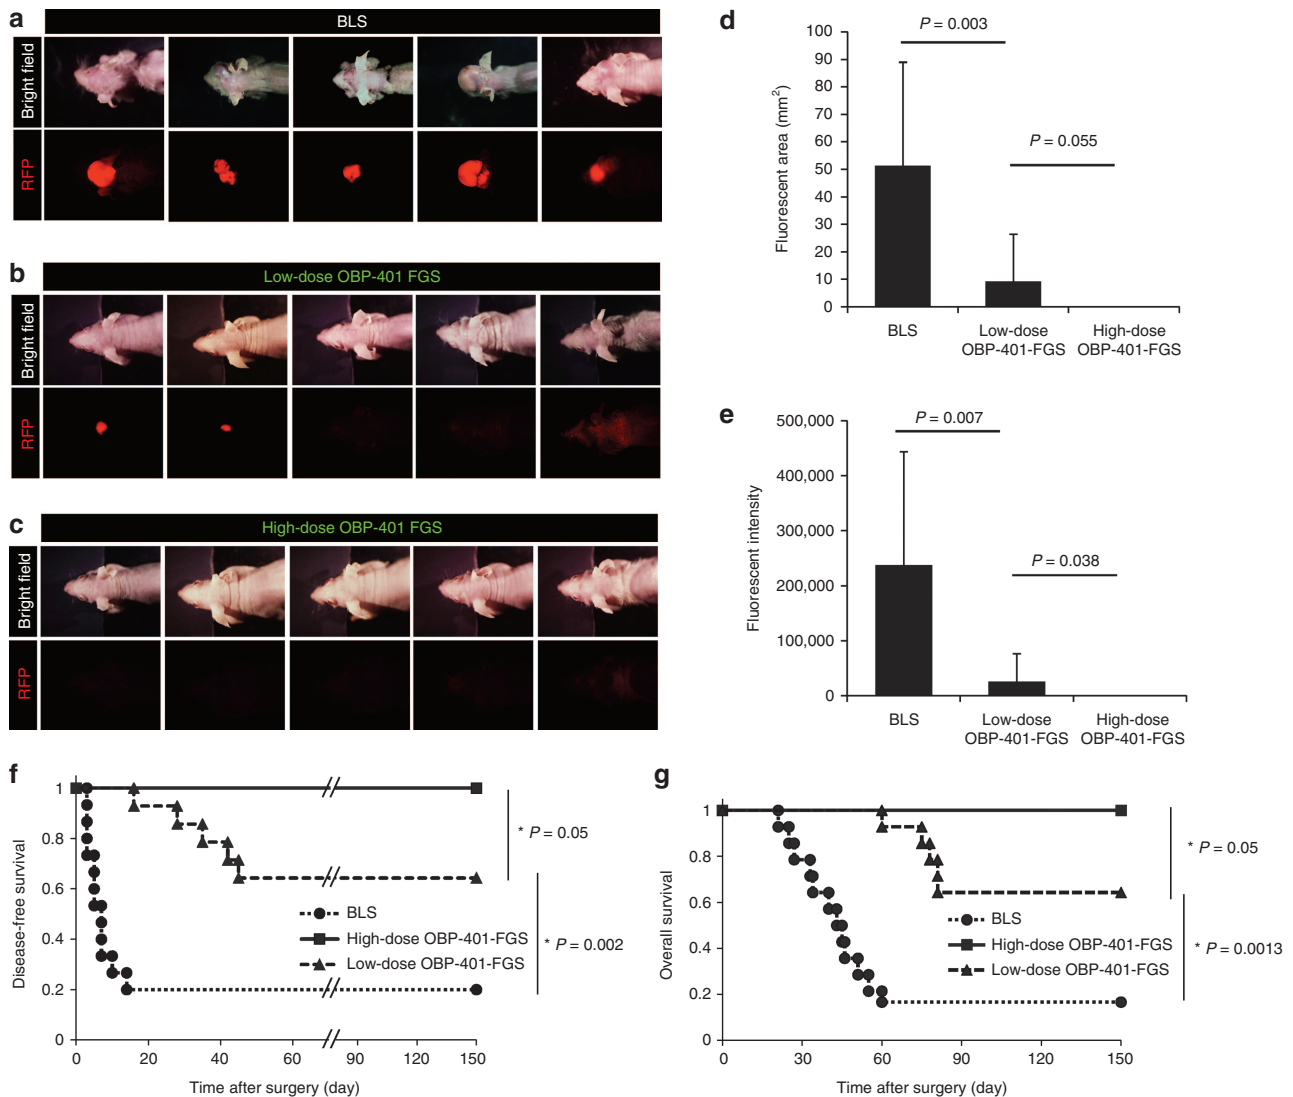 a
BLS
Bright field
RFP
b
Low-dose OBP-401 FGS
Bright field
RFP
c
High-dose OBP-401 FGS
Bright field
RFP
d
P = 0.003
P = 0.055
Fluorescent area (mm²)
100
90
80
70
60
50
40
30
20
10
0
BLS
Low-dose
OBP-401-FGS
High-dose
OBP-401-FGS
e
P = 0.007
P = 0.038
Fluorescent intensity
500,000
400,000
300,000
200,000
100,000
0
BLS
Low-dose
OBP-401-FGS
High-dose
OBP-401-FGS
f
Disease-free survival
1
0.8
0.6
0.4
0.2
0
* P = 0.05
* P = 0.002
BLS
High-dose OBP-401-FGS
Low-dose OBP-401-FGS
0 20 40 60 90 120 150
Time after surgery (day)
g
Overall survival
1
0.8
0.6
0.4
0.2
0
* P = 0.05
* P = 0.0013
BLS
High-dose OBP-401-FGS
Low-dose OBP-401-FGS
0 30 60 90 120 150
Time after surgery (day)